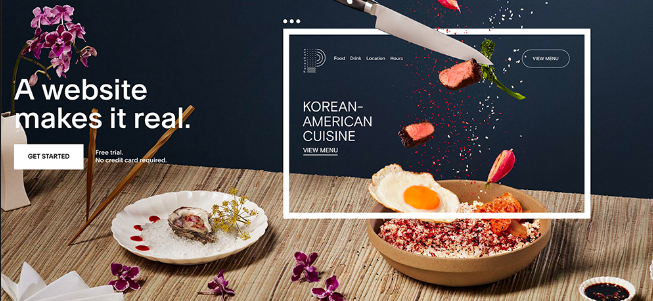 A website
makes it real.
GET STARTED
Free trial.
No credit card required.
Food Drink Location Hours
VIEW MENU
KOREAN-
AMERICAN
CUISINE
VIEW MENU